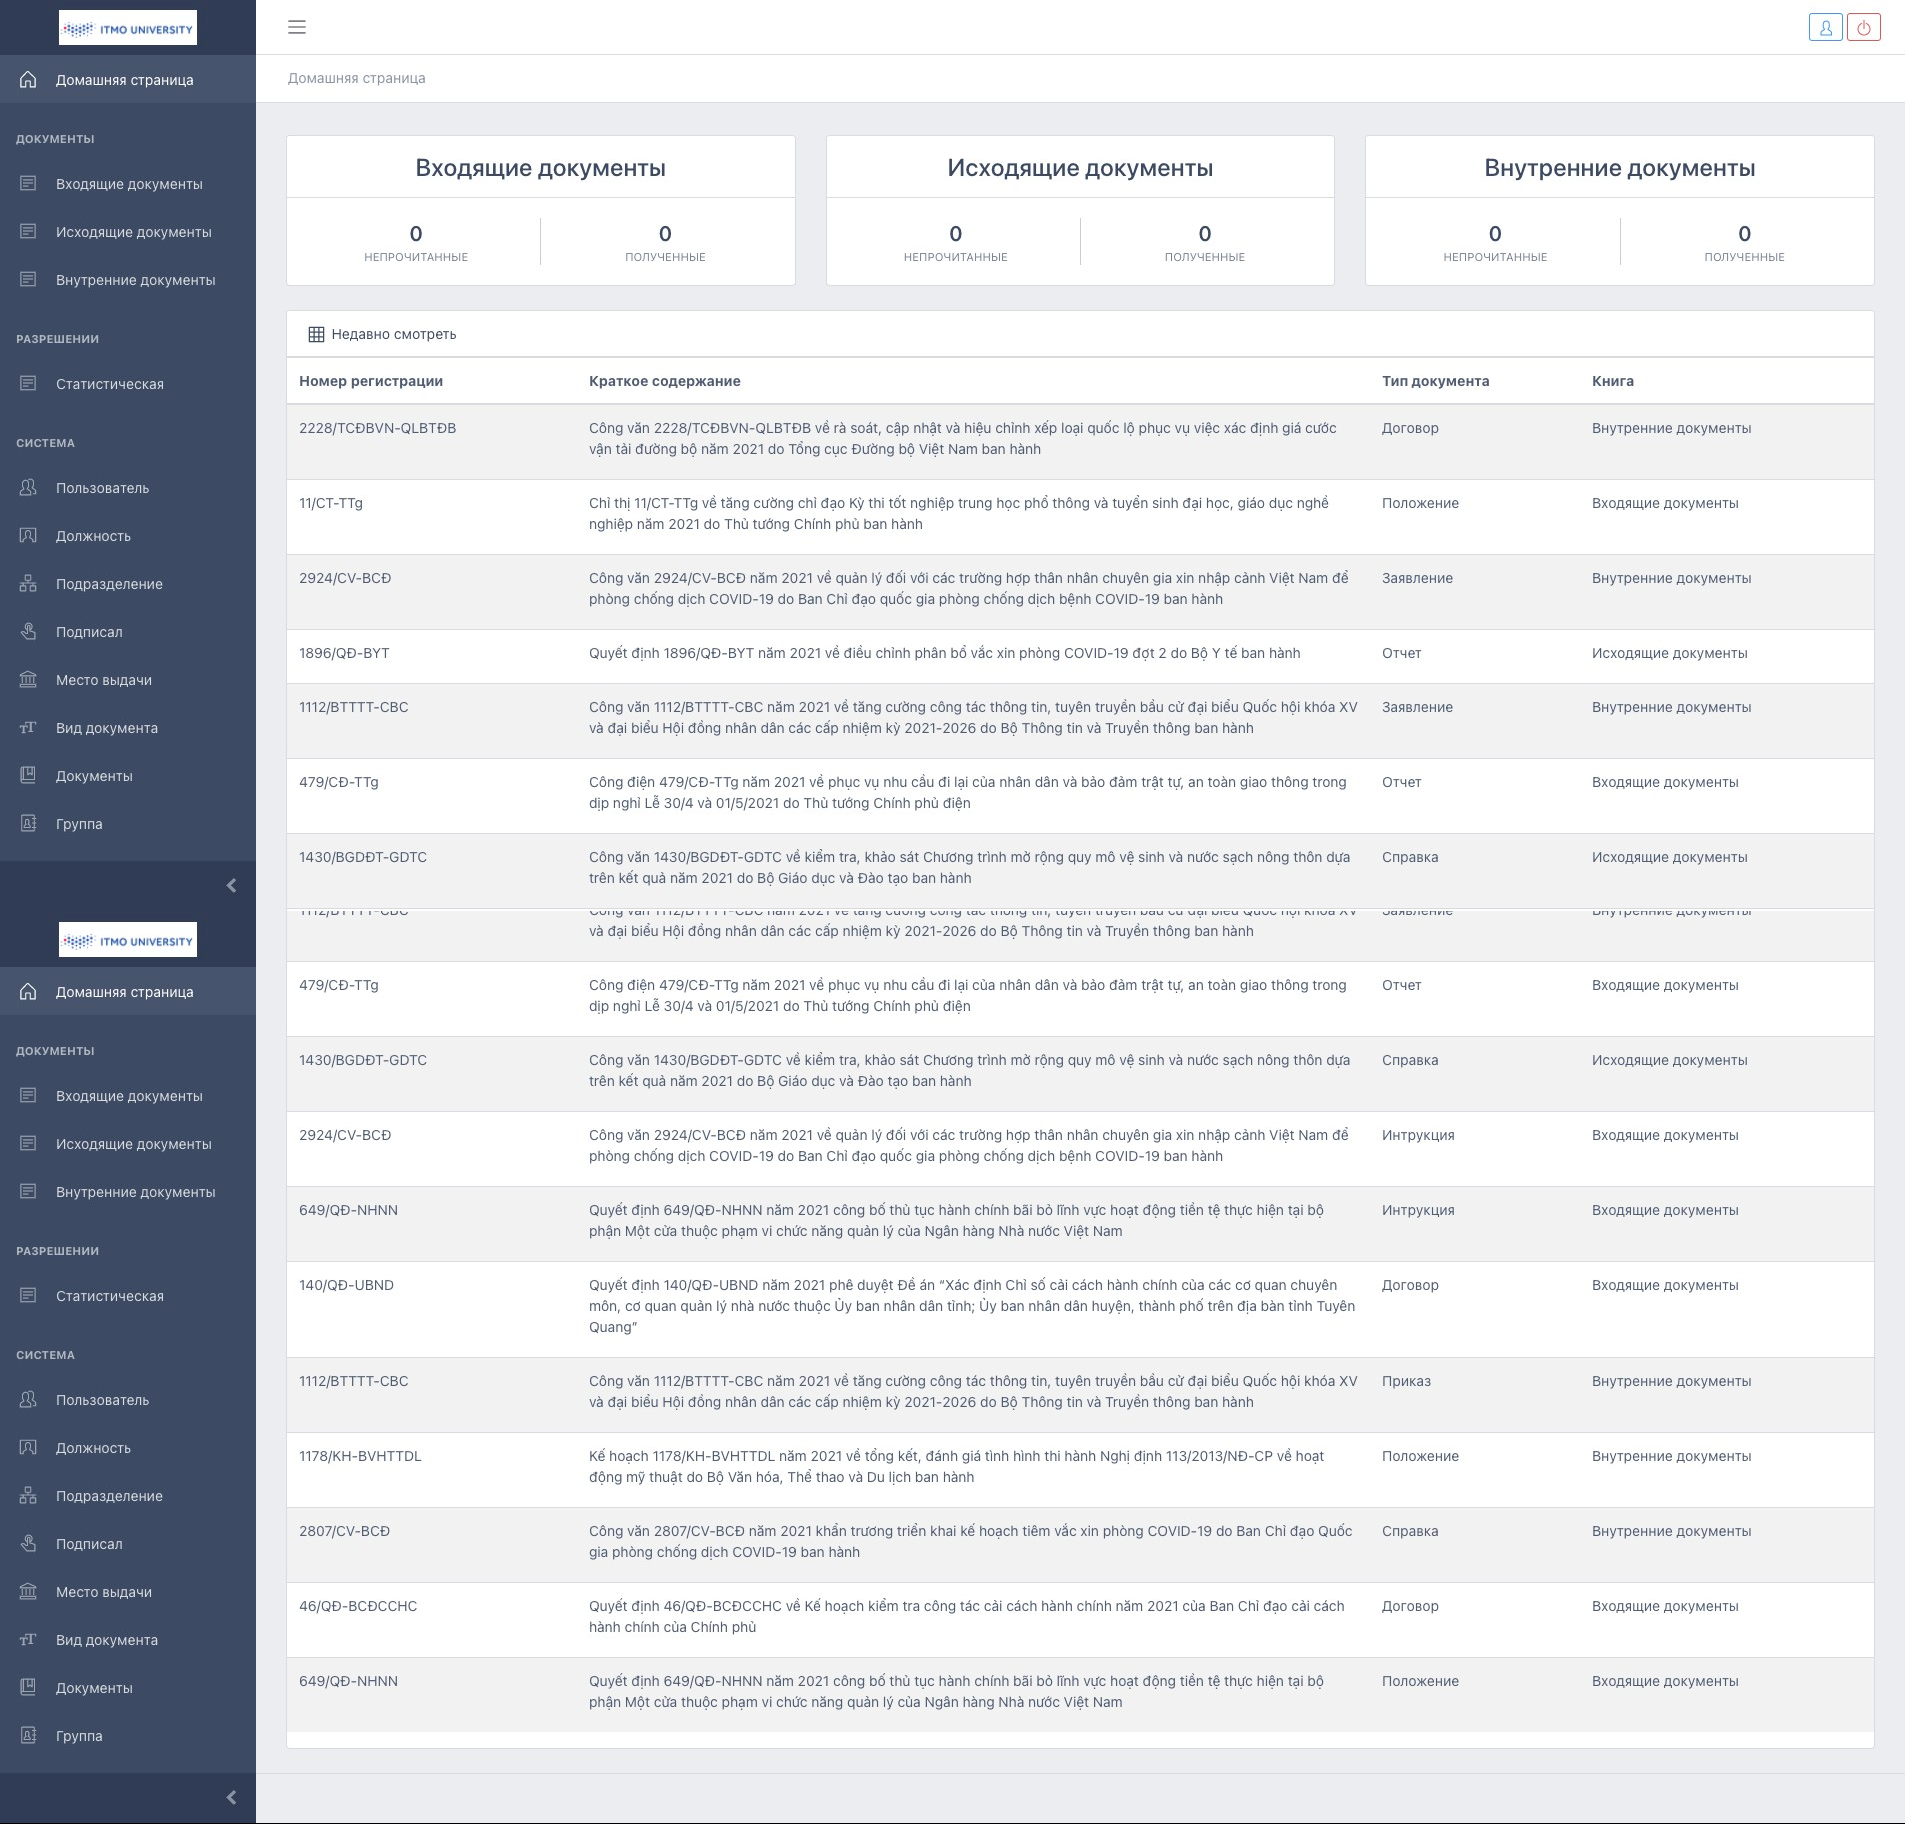 ITMO UNIVERSITY
Домашняя страница
ДОКУМЕНТЫ
Входящие документы
Исходящие документы
Внутренние документы
РАЗРЕШЕНИИ
Статистическая
СИСТЕМА
Пользователь
Должность
Подразделение
Подписал
Место выдачи
Вид документа
Документы
Группа
ITMO UNIVERSITY
Домашняя страница
ДОКУМЕНТЫ
Входящие документы
Исходящие документы
Внутренние документы
РАЗРЕШЕНИИ
Статистическая
СИСТЕМА
Пользователь
Должность
Подразделение
Подписал
Место выдачи
Вид документа
Документы
Группа
Домашняя страница
Входящие документы
0 0
НЕПРОЧИТАННЫЕ ПОЛУЧЕННЫЕ
Исходящие документы
0 0
НЕПРОЧИТАННЫЕ ПОЛУЧЕННЫЕ
Внутренние документы
0 0
НЕПРОЧИТАННЫЕ ПОЛУЧЕННЫЕ
Недавно смотреть
Номер регистрации Краткое содержание Тип документа Книга
2228/TCĐBVN-QLBTĐB Công văn 2228/TCĐBVN-QLBTĐB về rà soát, cập nhật và hiệu chỉnh xếp loại quốc lộ phục vụ việc xác định giá cước Договор Внутренние документы
vận tải đường bộ năm 2021 do Tổng cục Đường bộ Việt Nam ban hành
11/CT-TTg Chỉ thị 11/CT-TTg về tăng cường chỉ đạo Kỳ thi tốt nghiệp trung học phổ thông và tuyển sinh đại học, giáo dục nghề Положение Входящие документы
nghiệp năm 2021 do Thủ tướng Chính phủ ban hành
2924/CV-BCĐ Công văn 2924/CV-BCĐ năm 2021 về quản lý đối với các trường hợp thân nhân chuyên gia xin nhập cảnh Việt Nam để Заявление Внутренние документы
phòng chống dịch COVID-19 do Ban Chỉ đạo quốc gia phòng chống dịch bệnh COVID-19 ban hành
1896/QĐ-BYT Quyết định 1896/QĐ-BYT năm 2021 về điều chỉnh phân bổ vắc xin phòng COVID-19 đợt 2 do Bộ Y tế ban hành Отчет Исходящие документы
1112/BTTTT-CBC Công văn 1112/BTTTT-CBC năm 2021 về tăng cường công tác thông tin, tuyên truyền bầu cử đại biểu Quốc hội khóa XV Заявление Внутренние документы
và đại biểu Hội đồng nhân dân các cấp nhiệm kỳ 2021-2026 do Bộ Thông tin và Truyền thông ban hành
479/CĐ-TTg Công điện 479/CĐ-TTg năm 2021 về phục vụ nhu cầu đi lại của nhân dân và bảo đảm trật tự, an toàn giao thông trong Отчет Входящие документы
dịp nghỉ Lễ 30/4 và 01/5/2021 do Thủ tướng Chính phủ điện
1430/BGDĐT-GDTC Công văn 1430/BGDĐT-GDTC về kiểm tra, khảo sát Chương trình mở rộng quy mô vệ sinh và nước sạch nông thôn dựa Справка Исходящие документы
trên kết quả năm 2021 do Bộ Giáo dục và Đào tạo ban hành
1112/BTTTT-CBC Công văn 1112/BTTTT-CBC năm 2021 về tăng cường công tác thông tin, tuyên truyền bầu cử đại biểu Quốc hội khóa XV Заявление Внутренние документы
và đại biểu Hội đồng nhân dân các cấp nhiệm kỳ 2021-2026 do Bộ Thông tin và Truyền thông ban hành
479/CĐ-TTg Công điện 479/CĐ-TTg năm 2021 về phục vụ nhu cầu đi lại của nhân dân và bảo đảm trật tự, an toàn giao thông trong Отчет Входящие документы
dịp nghỉ Lễ 30/4 và 01/5/2021 do Thủ tướng Chính phủ điện
1430/BGDĐT-GDTC Công văn 1430/BGDĐT-GDTC về kiểm tra, khảo sát Chương trình mở rộng quy mô vệ sinh và nước sạch nông thôn dựa Справка Исходящие документы
trên kết quả năm 2021 do Bộ Giáo dục và Đào tạo ban hành
2924/CV-BCĐ Công văn 2924/CV-BCĐ năm 2021 về quản lý đối với các trường hợp thân nhân chuyên gia xin nhập cảnh Việt Nam để Интрукция Входящие документы
phòng chống dịch COVID-19 do Ban Chỉ đạo quốc gia phòng chống dịch bệnh COVID-19 ban hành
649/QĐ-NHNN Quyết định 649/QĐ-NHNN năm 2021 công bố thủ tục hành chính bãi bỏ lĩnh vực hoạt động tiền tệ thực hiện tại bộ Интрукция Входящие документы
phận Một cửa thuộc phạm vi chức năng quản lý của Ngân hàng Nhà nước Việt Nam
140/QĐ-UBND Quyết định 140/QĐ-UBND năm 2021 phê duyệt Đề án “Xác định Chỉ số cải cách hành chính của các cơ quan chuyên Договор Входящие документы
môn, cơ quan quản lý nhà nước thuộc Ủy ban nhân dân tỉnh; Ủy ban nhân dân huyện, thành phố trên địa bàn tỉnh Tuyên
Quang”
1112/BTTTT-CBC Công văn 1112/BTTTT-CBC năm 2021 về tăng cường công tác thông tin, tuyên truyền bầu cử đại biểu Quốc hội khóa XV Приказ Внутренние документы
và đại biểu Hội đồng nhân dân các cấp nhiệm kỳ 2021-2026 do Bộ Thông tin và Truyền thông ban hành
1178/KH-BVHTTDL Kế hoạch 1178/KH-BVHTTDL năm 2021 về tổng kết, đánh giá tình hình thi hành Nghị định 113/2013/NĐ-CP về hoạt Положение Внутренние документы
động mỹ thuật do Bộ Văn hóa, Thể thao và Du lịch ban hành
2807/CV-BCĐ Công văn 2807/CV-BCĐ năm 2021 khẩn trương triển khai kế hoạch tiêm vắc xin phòng COVID-19 do Ban Chỉ đạo Quốc Справка Внутренние документы
gia phòng chống dịch COVID-19 ban hành
46/QĐ-BCĐCCHC Quyết định 46/QĐ-BCĐCCHC về Kế hoạch kiểm tra công tác cải cách hành chính năm 2021 của Ban Chỉ đạo cải cách Договор Входящие документы
hành chính của Chính phủ
649/QĐ-NHNN Quyết định 649/QĐ-NHNN năm 2021 công bố thủ tục hành chính bãi bỏ lĩnh vực hoạt động tiền tệ thực hiện tại bộ Положение Входящие документы
phận Một cửa thuộc phạm vi chức năng quản lý của Ngân hàng Nhà nước Việt Nam